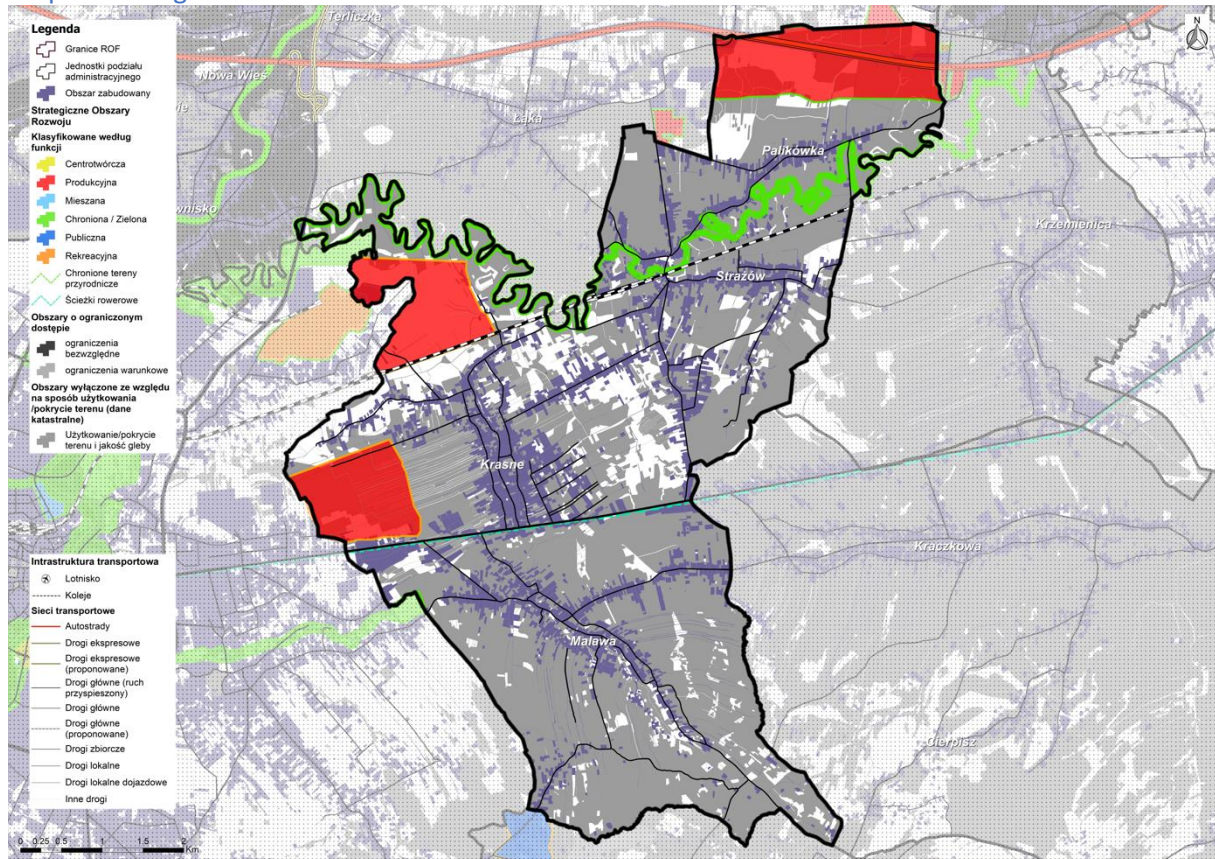 Legenda
Granice ROF
Jednostki podziału
administracyjnego
Obszar zabudowany
Strategiczne Obszary
Rozwoju
Klasyfikowane według
funkcji
Centrotwórcza
Produkcyjna
Mieszana
Chroniona / Zielona
Publiczna
Rekreacyjna
Chronione tereny
przyrodnicze
Ścieżki rowerowe
Obszary o ograniczonym
dostępie
ograniczenia
bezwzględne
ograniczenia warunkowe
Obszary wyłączone ze względu
na sposób użytkowania
/pokrycie terenu (dane
katastralne)
Użytkowanie/pokrycie
terenu i jakość gleby
Intrastruktura transportowa
Lotnisko
Koleje
Sieci transportowe
Autostrady
Drogi ekspresowe
Drogi ekspresowe
(proponowane)
Drogi główne (ruch
przyspieszony)
Drogi główne
Drogi główne
(proponowane)
Drogi zbiorcze
Drogi lokalne
Drogi lokalne dojazdowe
Inne drogi
0 0.25 0.5 1 1.5 2
Km
N
Terliczka
Nowa Wieś
Łąka
Palikówka
Krzemienica
Strażów
Krasne
Kraczkowa
Malawa
Cierpisz